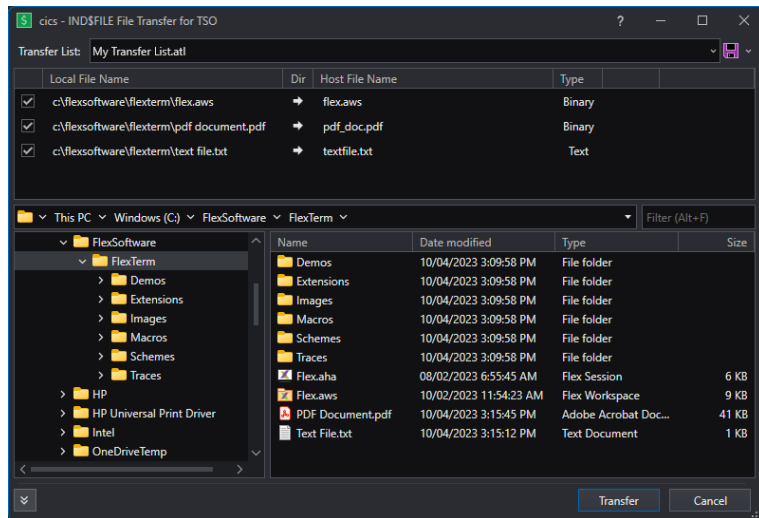 cics - IND$FILE File Transfer for TSO
Transfer List: My Transfer List.atl
Local File Name Dir Host File Name Type
c:\flexsoftware\flexterm\flex.aws flex.aws Binary
c:\flexsoftware\flexterm\pdf document.pdf pdf_doc.pdf Binary
c:\flexsoftware\flexterm\text file.txt textfile.txt Text
This PC Windows (C:) FlexSoftware FlexTerm Filter (Alt+F)
FlexSoftware
FlexTerm
Demos
Extensions
Images
Macros
Schemes
Traces
HP
HP Universal Print Driver
Intel
OneDriveTemp
Name Date modified Type Size
Demos 10/04/2023 3:09:58 PM File folder
Extensions 10/04/2023 3:09:58 PM File folder
Images 10/04/2023 3:09:58 PM File folder
Macros 10/04/2023 3:09:58 PM File folder
Schemes 10/04/2023 3:09:58 PM File folder
Traces 10/04/2023 3:09:58 PM File folder
Flex.aha 08/02/2023 6:55:45 AM Flex Session 6 KB
Flex.aws 10/02/2023 11:54:23 AM Flex Workspace 9 KB
PDF Document.pdf 10/04/2023 3:15:45 PM Adobe Acrobat Doc... 41 KB
Text File.txt 10/04/2023 3:15:12 PM Text Document 1 KB
Transfer Cancel